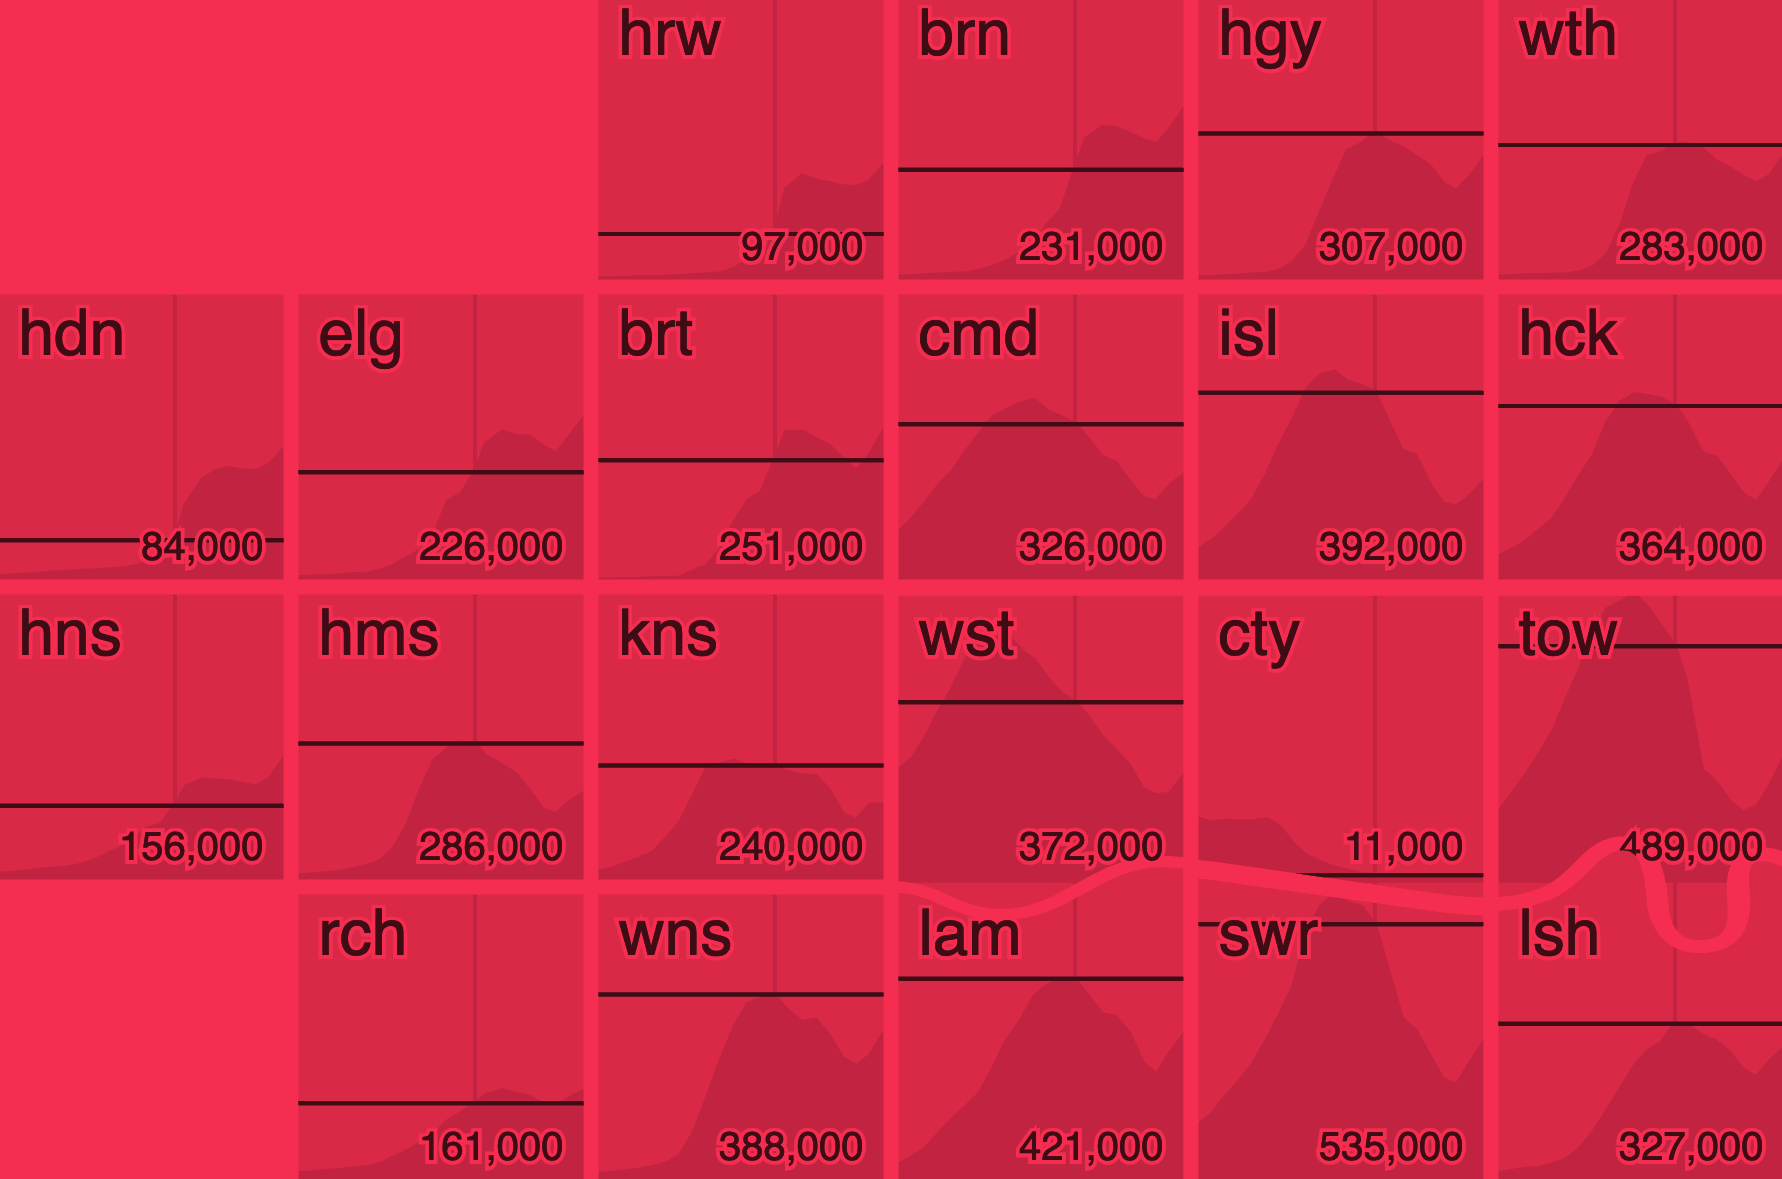 hrw
97,000
brn
231,000
hgy
307,000
wth
283,000
hdn
84,000
elg
226,000
brt
251,000
cmd
326,000
isl
392,000
hck
364,000
hns
156,000
hms
286,000
kns
240,000
wst
372,000
cty
11,000
tow
489,000
rch
161,000
wns
388,000
lam
421,000
swr
535,000
lsh
327,000